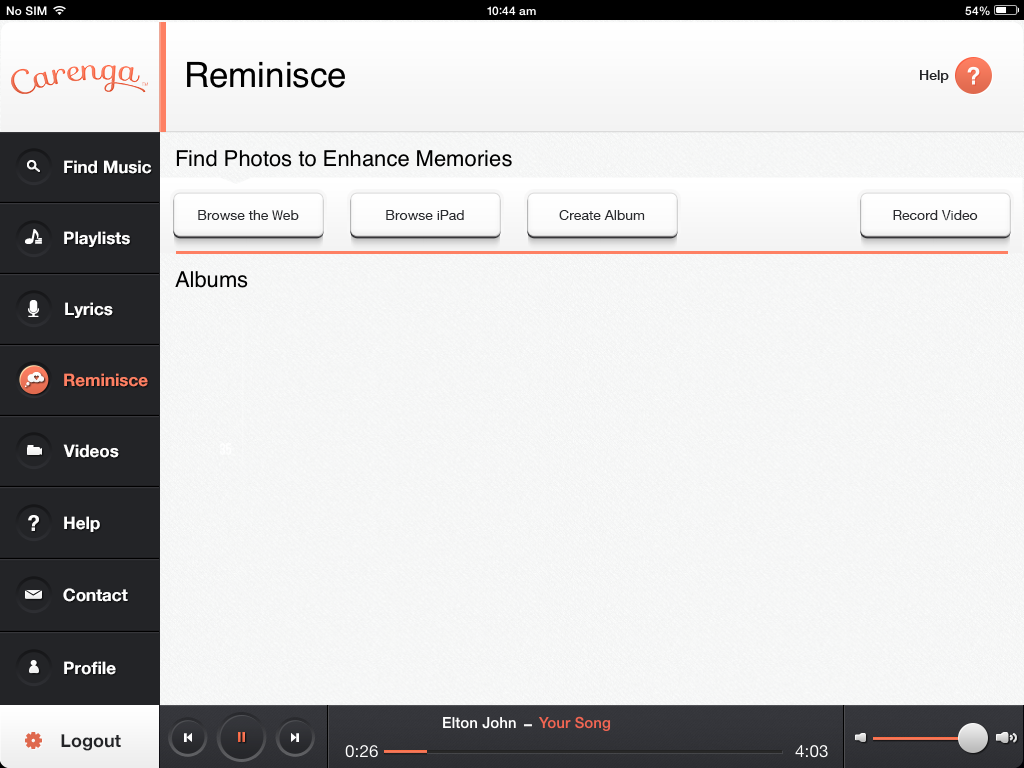 No SIM 10:44 am 54%
Carenga™
Reminisce
Help ?
Find Music
Playlists
Lyrics
Reminisce
Videos
? Help
Contact
Profile
Logout
Find Photos to Enhance Memories
Browse the Web Browse iPad Create Album Record Video
Albums
Elton John – Your Song
0:26 4:03